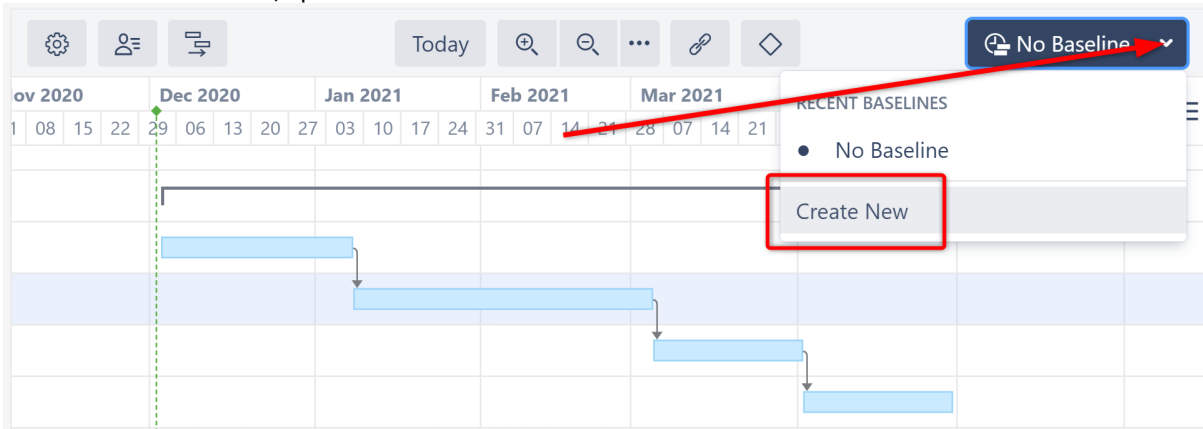 Today
No Baseline
ov 2020 Dec 2020 Jan 2021 Feb 2021 Mar 2021
1 08 15 22 29 06 13 20 27 03 10 17 24 31 07 14 21 28 07 14 21
RECENT BASELINES
No Baseline
Create New